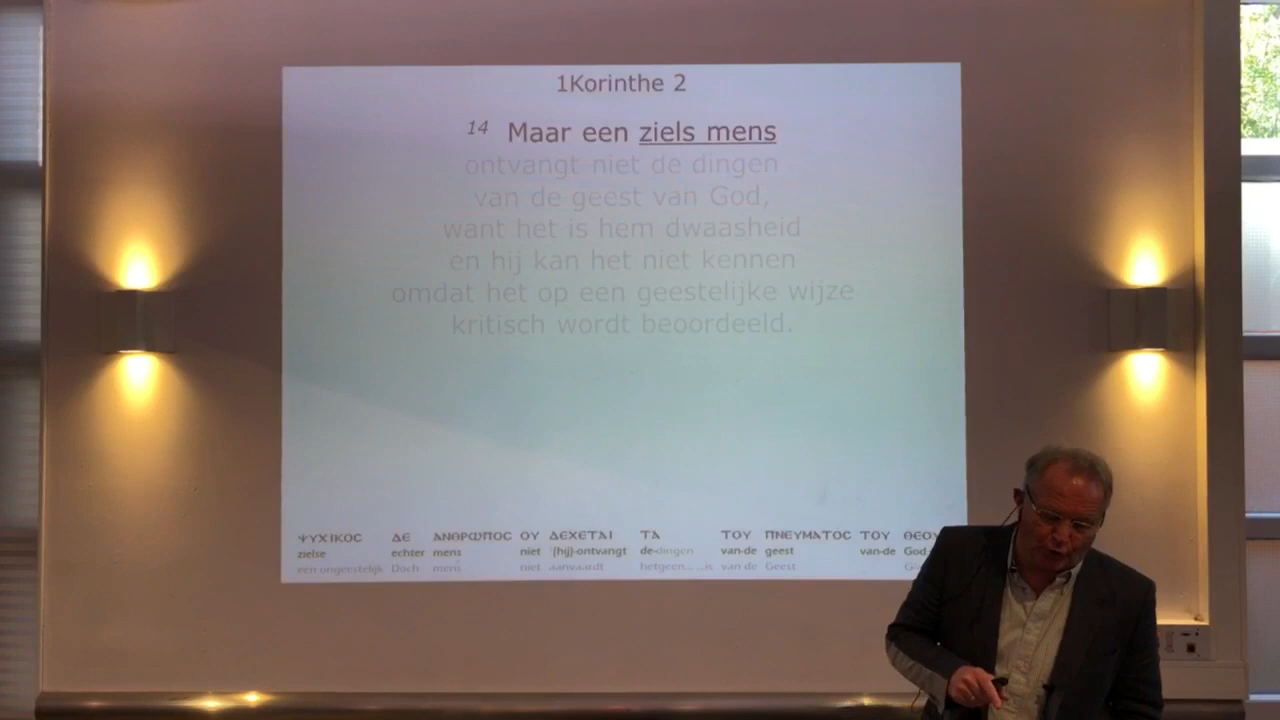 1Korinthe 2
14 Maar een ziels mens
ontvangt niet de dingen
van de geest van God,
want het is hem dwaasheid
en hij kan het niet kennen
omdat het op een geestelijke wijze
kritisch wordt beoordeeld.
ΨΥΧΙΚΟϹ ΔΕ ΑΝΘΡѠΠΟϹ ΟΥ ΔΕΧΕΤΑΙ ΤΑ ΤΟΥ ΠΝΕΥΜΑΤΟϹ ΤΟΥ ΘΕΟΥ
zielse echter mens niet (hij)-ontvangt de-dingen van-de geest van-de God
een ongeestelijk Doch mens niet aanvaardt hetgeen... ...is van de Geest